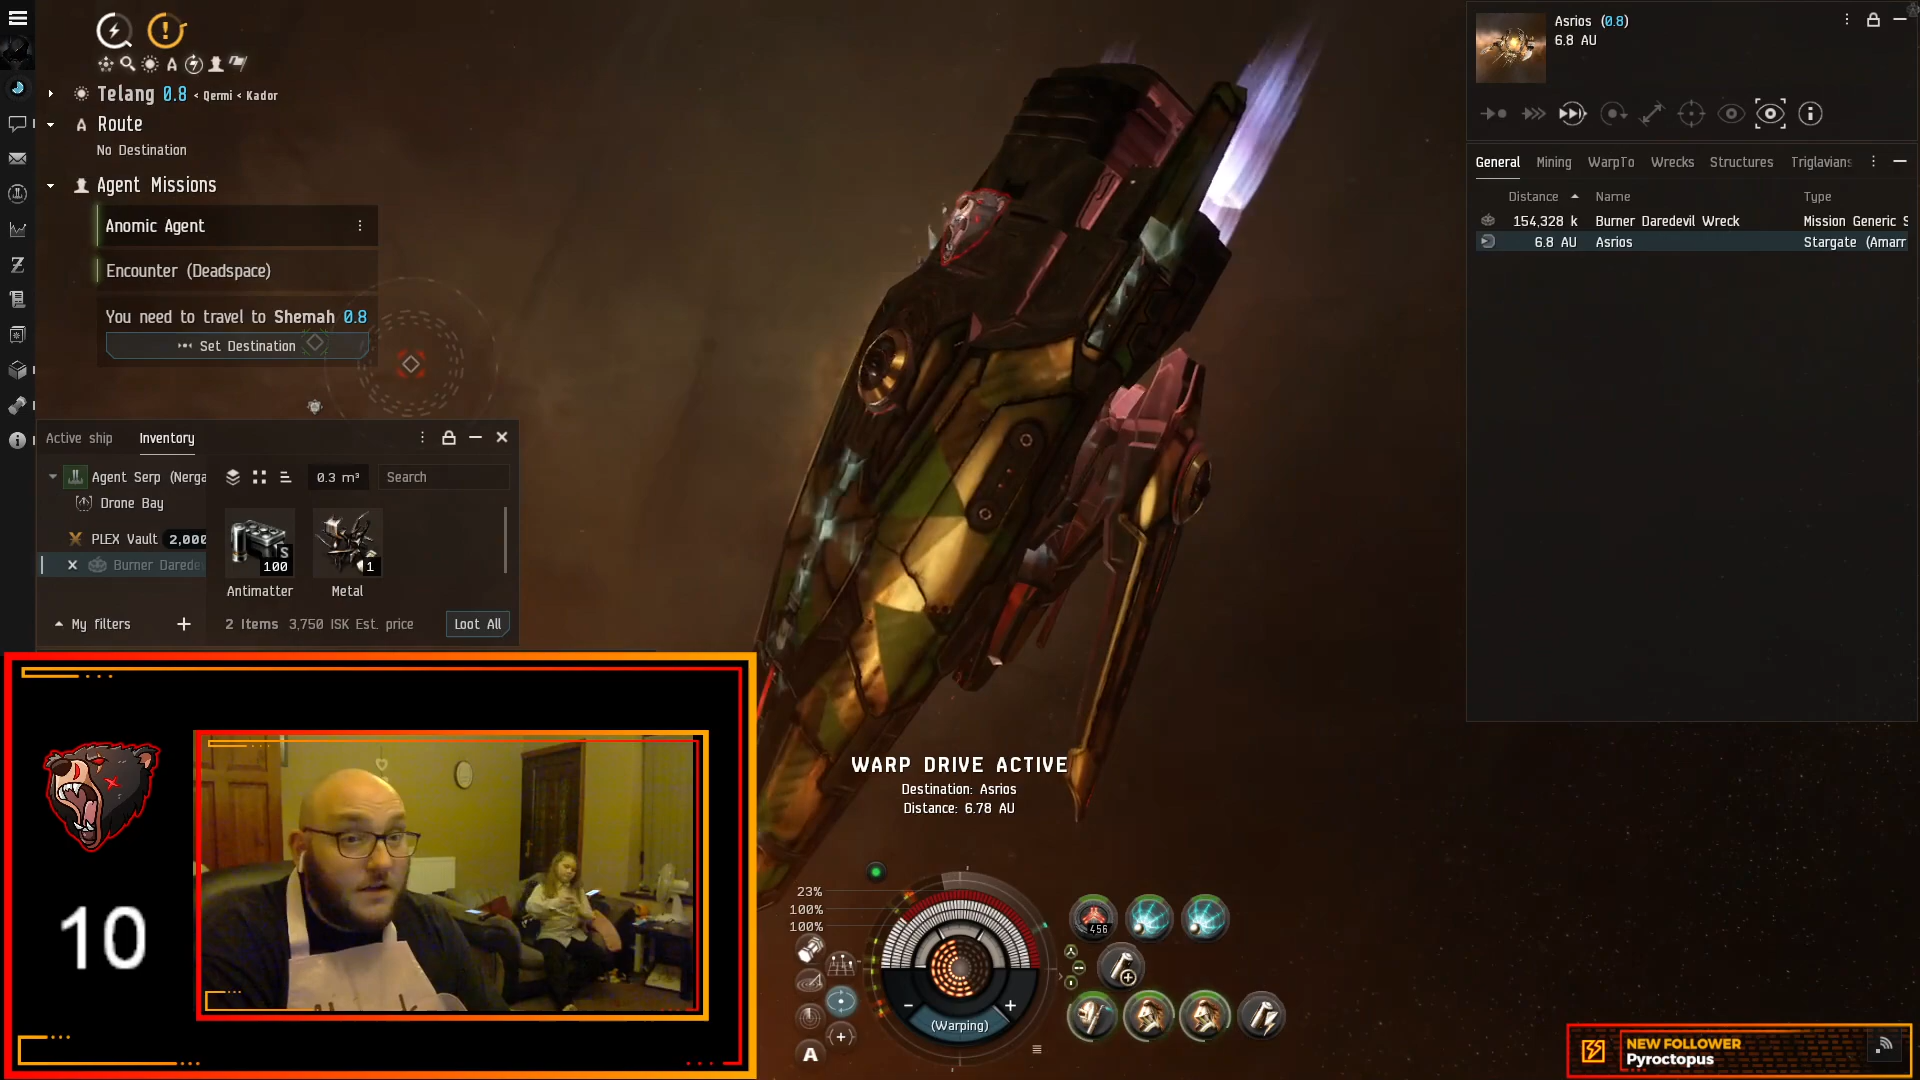 Telang 0.8 < Qermi < Kador
Route
No Destination
Agent Missions
Anomic Agent
Encounter (Deadspace)
You need to travel to Shemah 0.8
Set Destination
Active ship
Inventory
Agent Serp (Nerga
Drone Bay
PLEX Vault 2,000
Burner Darede
My filters
0.3 m³
Search
S
100
Antimatter
1
Metal
2 Items 3,750 ISK Est. price
Loot All
10
WARP DRIVE ACTIVE
Destination: Asrios
Distance: 6.78 AU
23%
100%
100%
456
(Warping)
A
Asrios (0.8)
6.8 AU
General Mining WarpTo Wrecks Structures Triglavians
Distance Name Type
154,328 k Burner Daredevil Wreck Mission Generic S
6.8 AU Asrios Stargate (Amarr
NEW FOLLOWER
Pyroctopus